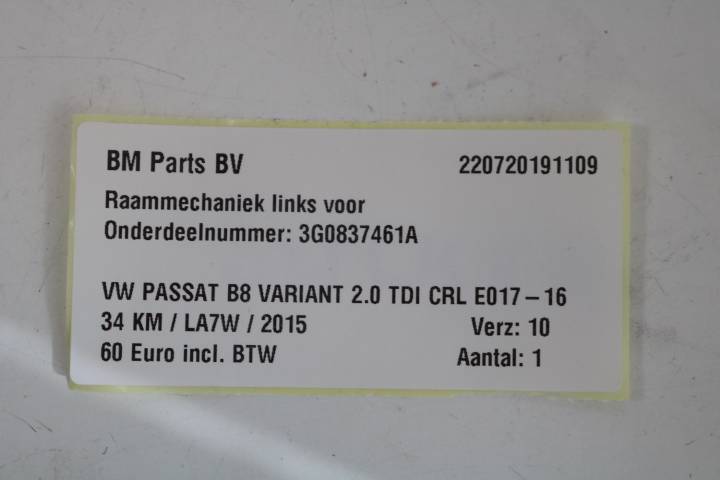 BM Parts BV 220720191109
Raammechaniek links voor
Onderdeelnummer: 3G0837461A
VW PASSAT B8 VARIANT 2.0 TDI CRL E017-16
34 KM / LA7W / 2015 Verz: 10
60 Euro incl. BTW Aantal: 1